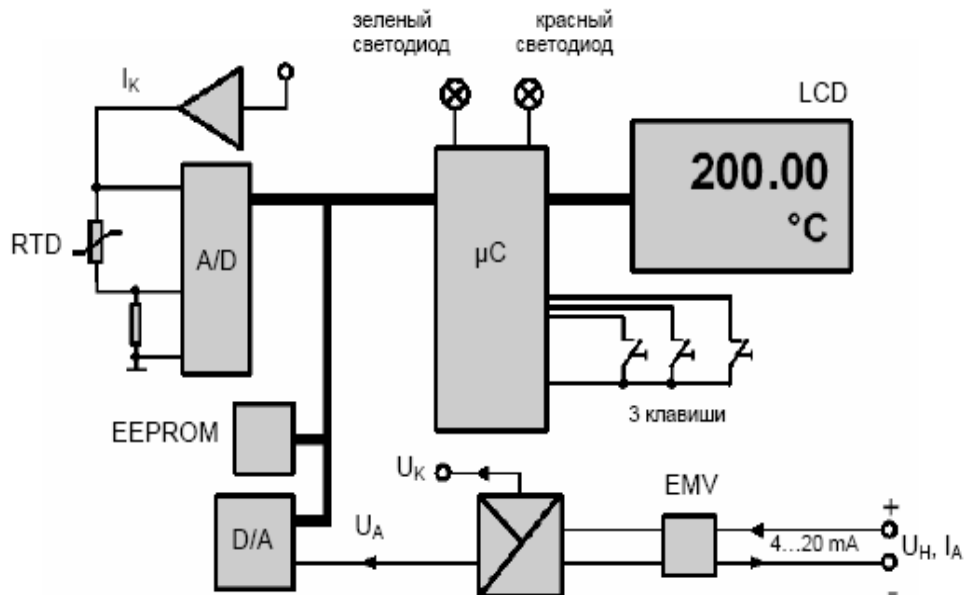 зеленый
светодиод
красный
светодиод
LCD
I_K
200.00
°C
RTD
A/D
µC
3 клавиши
EEPROM
U_K
EMV
D/A
U_A
+
4...20 mA
U_H, I_A
-